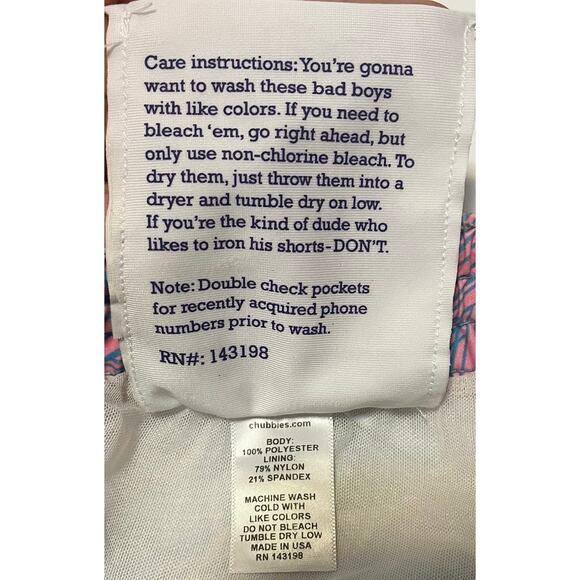 Care instructions: You're gonna
want to wash these bad boys
with like colors. If you need to
bleach 'em, go right ahead, but
only use non-chlorine bleach. To
dry them, just throw them into a
dryer and tumble dry on low.
If you're the kind of dude who
likes to iron his shorts-DON'T.
Note: Double check pockets
for recently acquired phone
numbers prior to wash.
RN#: 143198
chubbies.com
BODY:
100% POLYESTER
LINING:
79% NYLON
21% SPANDEX
MACHINE WASH
COLD WITH
LIKE COLORS
DO NOT BLEACH
TUMBLE DRY LOW
MADE IN USA
RN 143198